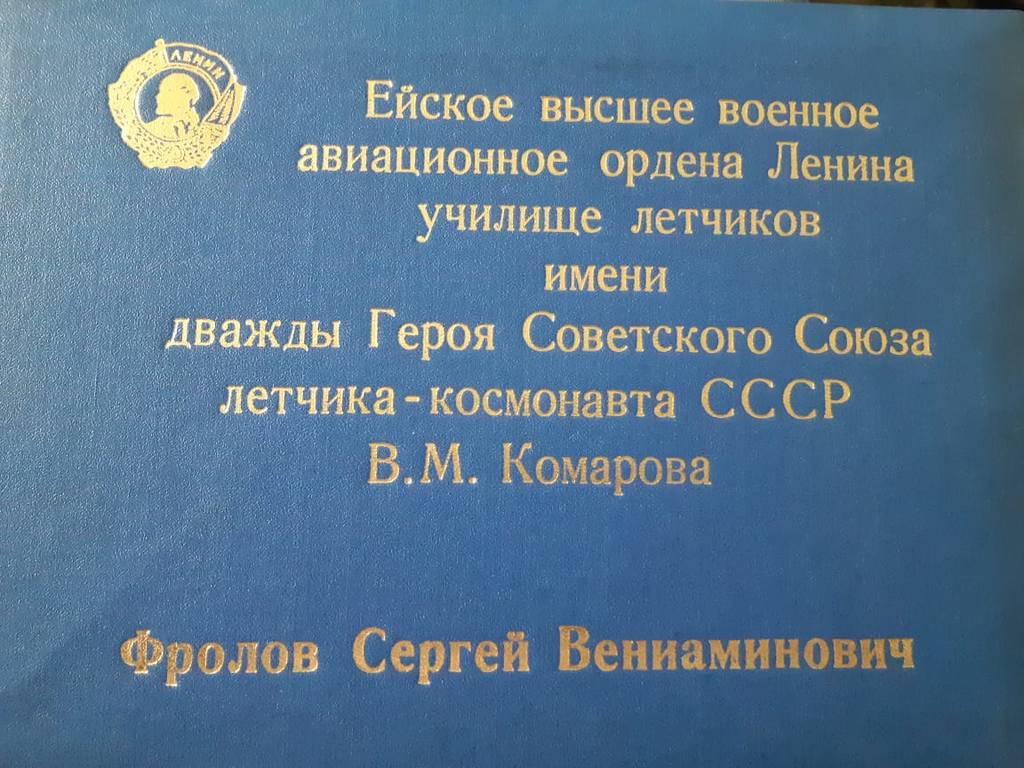 ЛЕНИН
Ейское высшее военное
авиационное ордена Ленина
училище летчиков
имени
дважды Героя Советского Союза
летчика-космонавта СССР
В.М. Комарова
Фролов Сергей Вениаминович